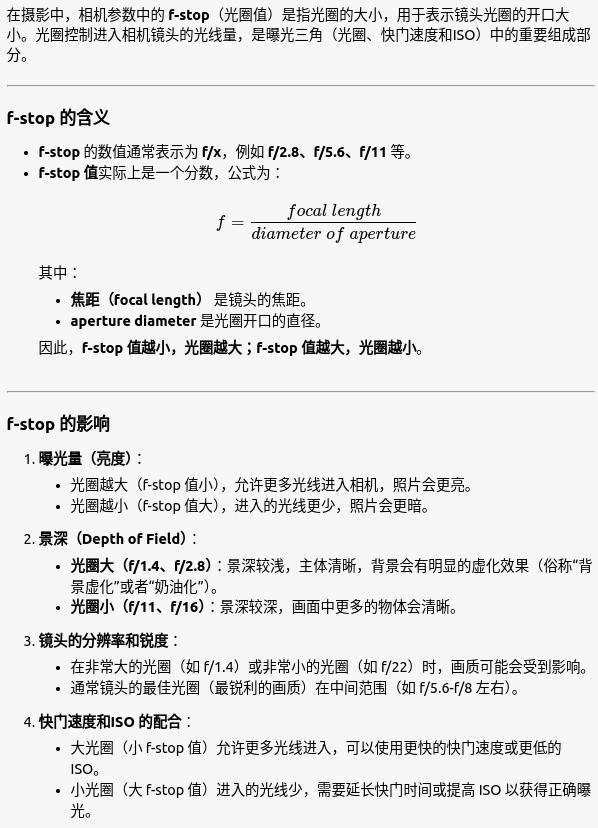 在摄影中，相机参数中的 f-stop（光圈值）是指光圈的大小，用于表示镜头光圈的开口大
小。光圈控制进入相机镜头的光线量，是曝光三角（光圈、快门速度和ISO）中的重要组成部
分。
f-stop 的含义
• f-stop 的数值通常表示为 f/x，例如 f/2.8、f/5.6、f/11 等。
• f-stop 值实际上是一个分数，公式为：
f = focal length / diameter of aperture
其中：
• 焦距（focal length） 是镜头的焦距。
• aperture diameter 是光圈开口的直径。
因此，f-stop 值越小，光圈越大；f-stop 值越大，光圈越小。
f-stop 的影响
1. 曝光量（亮度）：
• 光圈越大（f-stop 值小），允许更多光线进入相机，照片会更亮。
• 光圈越小（f-stop 值大），进入的光线更少，照片会更暗。
2. 景深（Depth of Field）：
• 光圈大（f/1.4、f/2.8）：景深较浅，主体清晰，背景会有明显的虚化效果（俗称“背
景虚化”或者“奶油化”）。
• 光圈小（f/11、f/16）：景深较深，画面中更多的物体会清晰。
3. 镜头的分辨率和锐度：
• 在非常大的光圈（如 f/1.4）或非常小的光圈（如 f/22）时，画质可能会受到影响。
• 通常镜头的最佳光圈（最锐利的画质）在中间范围（如 f/5.6-f/8 左右）。
4. 快门速度和ISO 的配合：
• 大光圈（小 f-stop 值）允许更多光线进入，可以使用更快的快门速度或更低的
ISO。
• 小光圈（大 f-stop 值）进入的光线少，需要延长快门时间或提高 ISO 以获得正确曝
光。